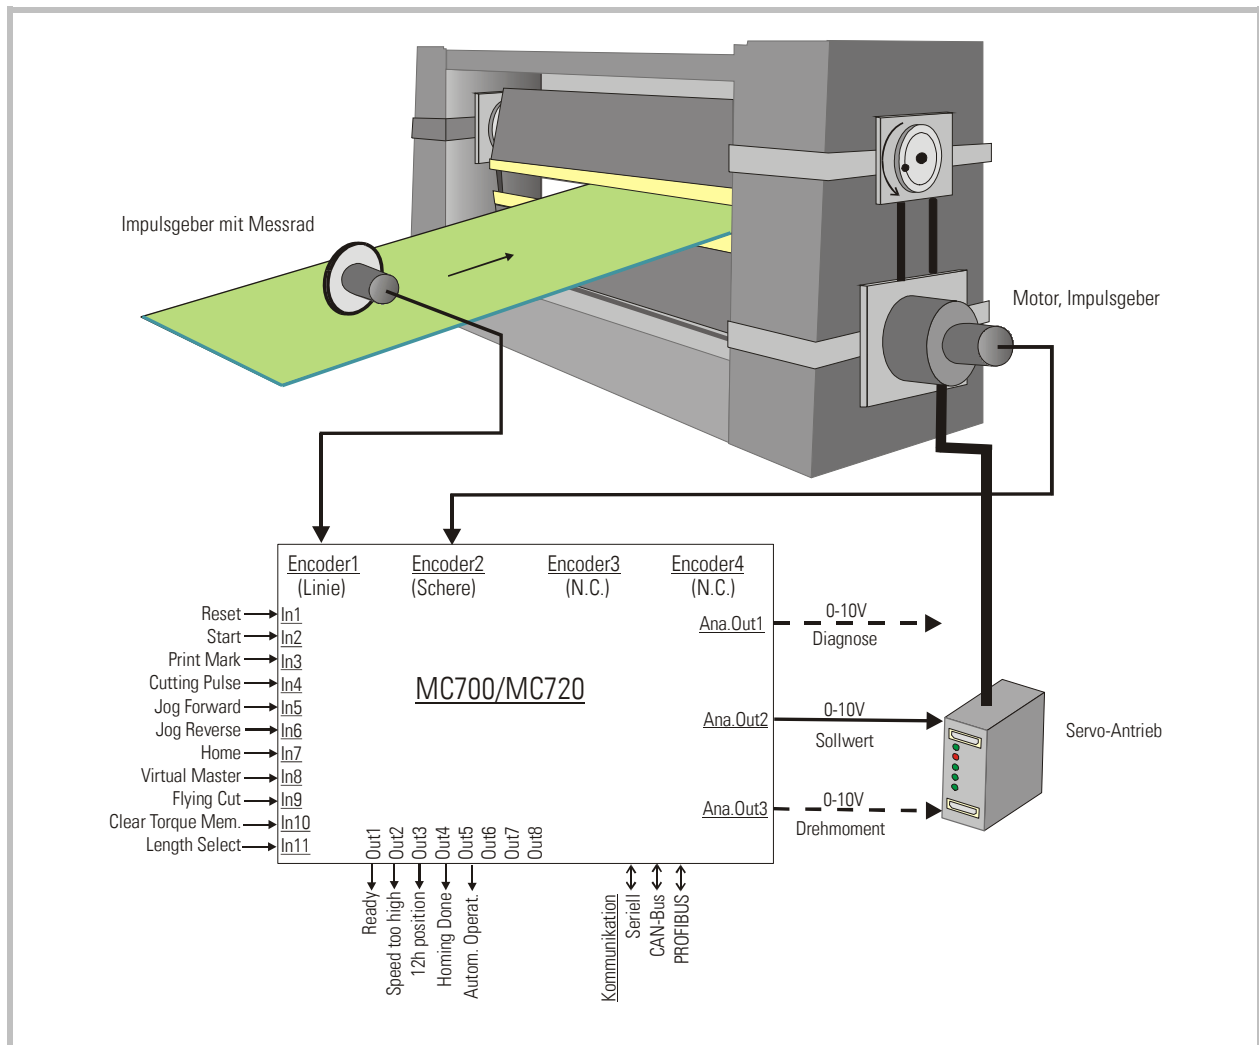 Impulsgeber mit Messrad
Motor, Impulsgeber
Encoder1
(Linie)
Encoder2
(Schere)
Encoder3
(N.C.)
Encoder4
(N.C.)
Reset In1
Start In2
Print Mark In3
Cutting Pulse In4
Jog Forward In5
Jog Reverse In6
Home In7
Virtual Master In8
Flying Cut In9
Clear Torque Mem. In10
Length Select In11
MC700/MC720
Ana.Out1
0-10V
Diagnose
Ana.Out2
0-10V
Sollwert
Ana.Out3
0-10V
Drehmoment
Servo-Antrieb
Out1
Out2
Out3
Out4
Out5
Out6
Out7
Out8
Ready
Speed too high
12h position
Homing Done
Autom. Operat.
Kommunikation
Seriell
CAN-Bus
PROFIBUS